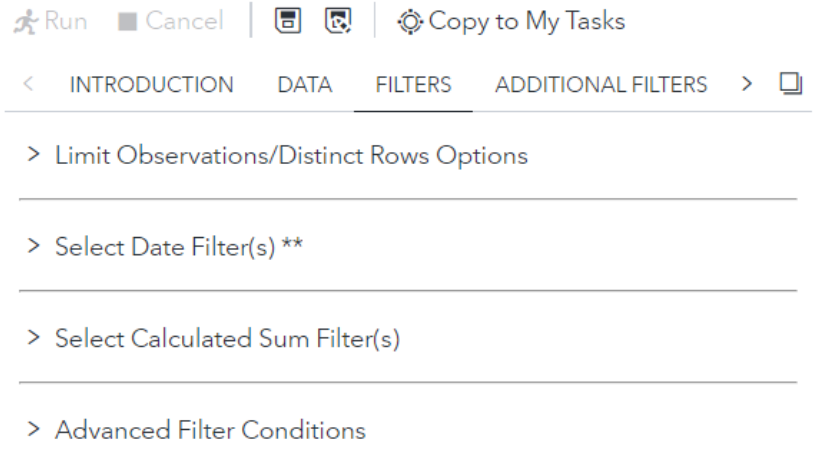 Run Cancel Copy to My Tasks
INTRODUCTION DATA FILTERS ADDITIONAL FILTERS
Limit Observations/Distinct Rows Options
Select Date Filter(s) **
Select Calculated Sum Filter(s)
Advanced Filter Conditions